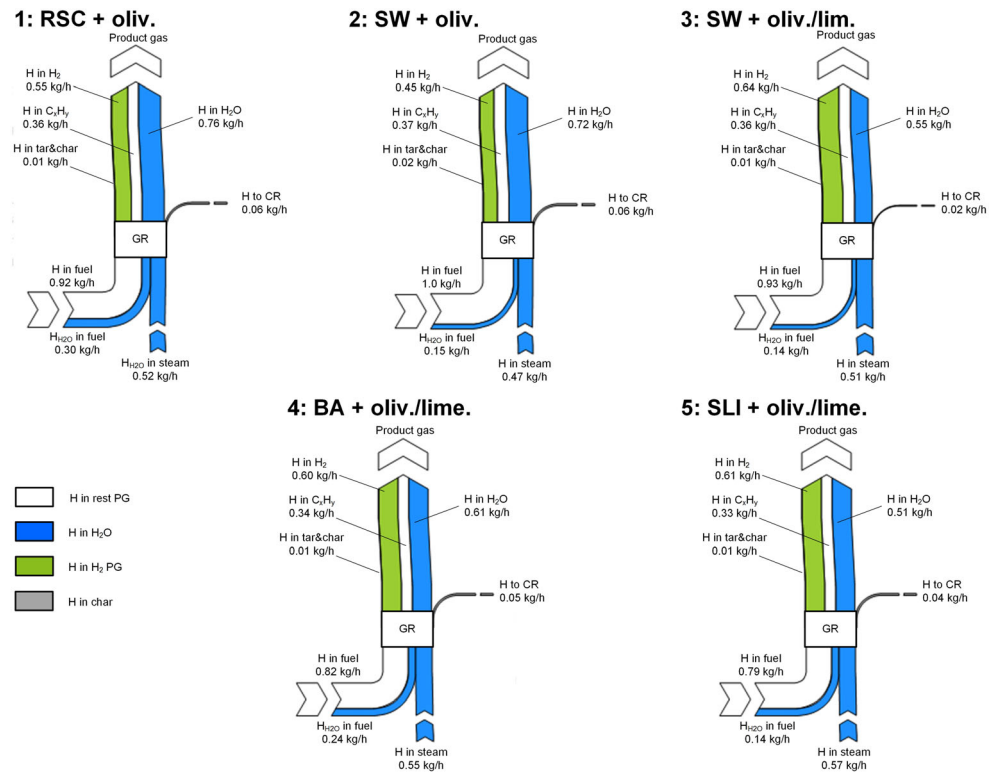 1: RSC + oliv.
Product gas
H in H₂
0.55 kg/h
H in CₓHᵧ
0.36 kg/h
H in H₂O
0.76 kg/h
H in tar&char
0.01 kg/h
H to CR
0.06 kg/h
GR
H in fuel
0.92 kg/h
H_H2O in fuel
0.30 kg/h
H_H2O in steam
0.52 kg/h
2: SW + oliv.
Product gas
H in H₂
0.45 kg/h
H in CₓHᵧ
0.37 kg/h
H in H₂O
0.72 kg/h
H in tar&char
0.02 kg/h
H to CR
0.06 kg/h
GR
H in fuel
1.0 kg/h
H_H2O in fuel
0.15 kg/h
H in steam
0.47 kg/h
3: SW + oliv./lim.
Product gas
H in H₂
0.64 kg/h
H in CₓHᵧ
0.36 kg/h
H in H₂O
0.55 kg/h
H in tar&char
0.01 kg/h
H to CR
0.02 kg/h
GR
H in fuel
0.93 kg/h
H_H2O in fuel
0.14 kg/h
H in steam
0.51 kg/h
H in rest PG
H in H₂O
H in H₂ PG
H in char
4: BA + oliv./lime.
Product gas
H in H₂
0.60 kg/h
H in CₓHᵧ
0.34 kg/h
H in H₂O
0.61 kg/h
H in tar&char
0.01 kg/h
H to CR
0.05 kg/h
GR
H in fuel
0.82 kg/h
H_H2O in fuel
0.24 kg/h
H in steam
0.55 kg/h
5: SLI + oliv./lime.
Product gas
H in H₂
0.61 kg/h
H in CₓHᵧ
0.33 kg/h
H in H₂O
0.51 kg/h
H in tar&char
0.01 kg/h
H to CR
0.04 kg/h
GR
H in fuel
0.79 kg/h
H_H2O in fuel
0.14 kg/h
H in steam
0.57 kg/h